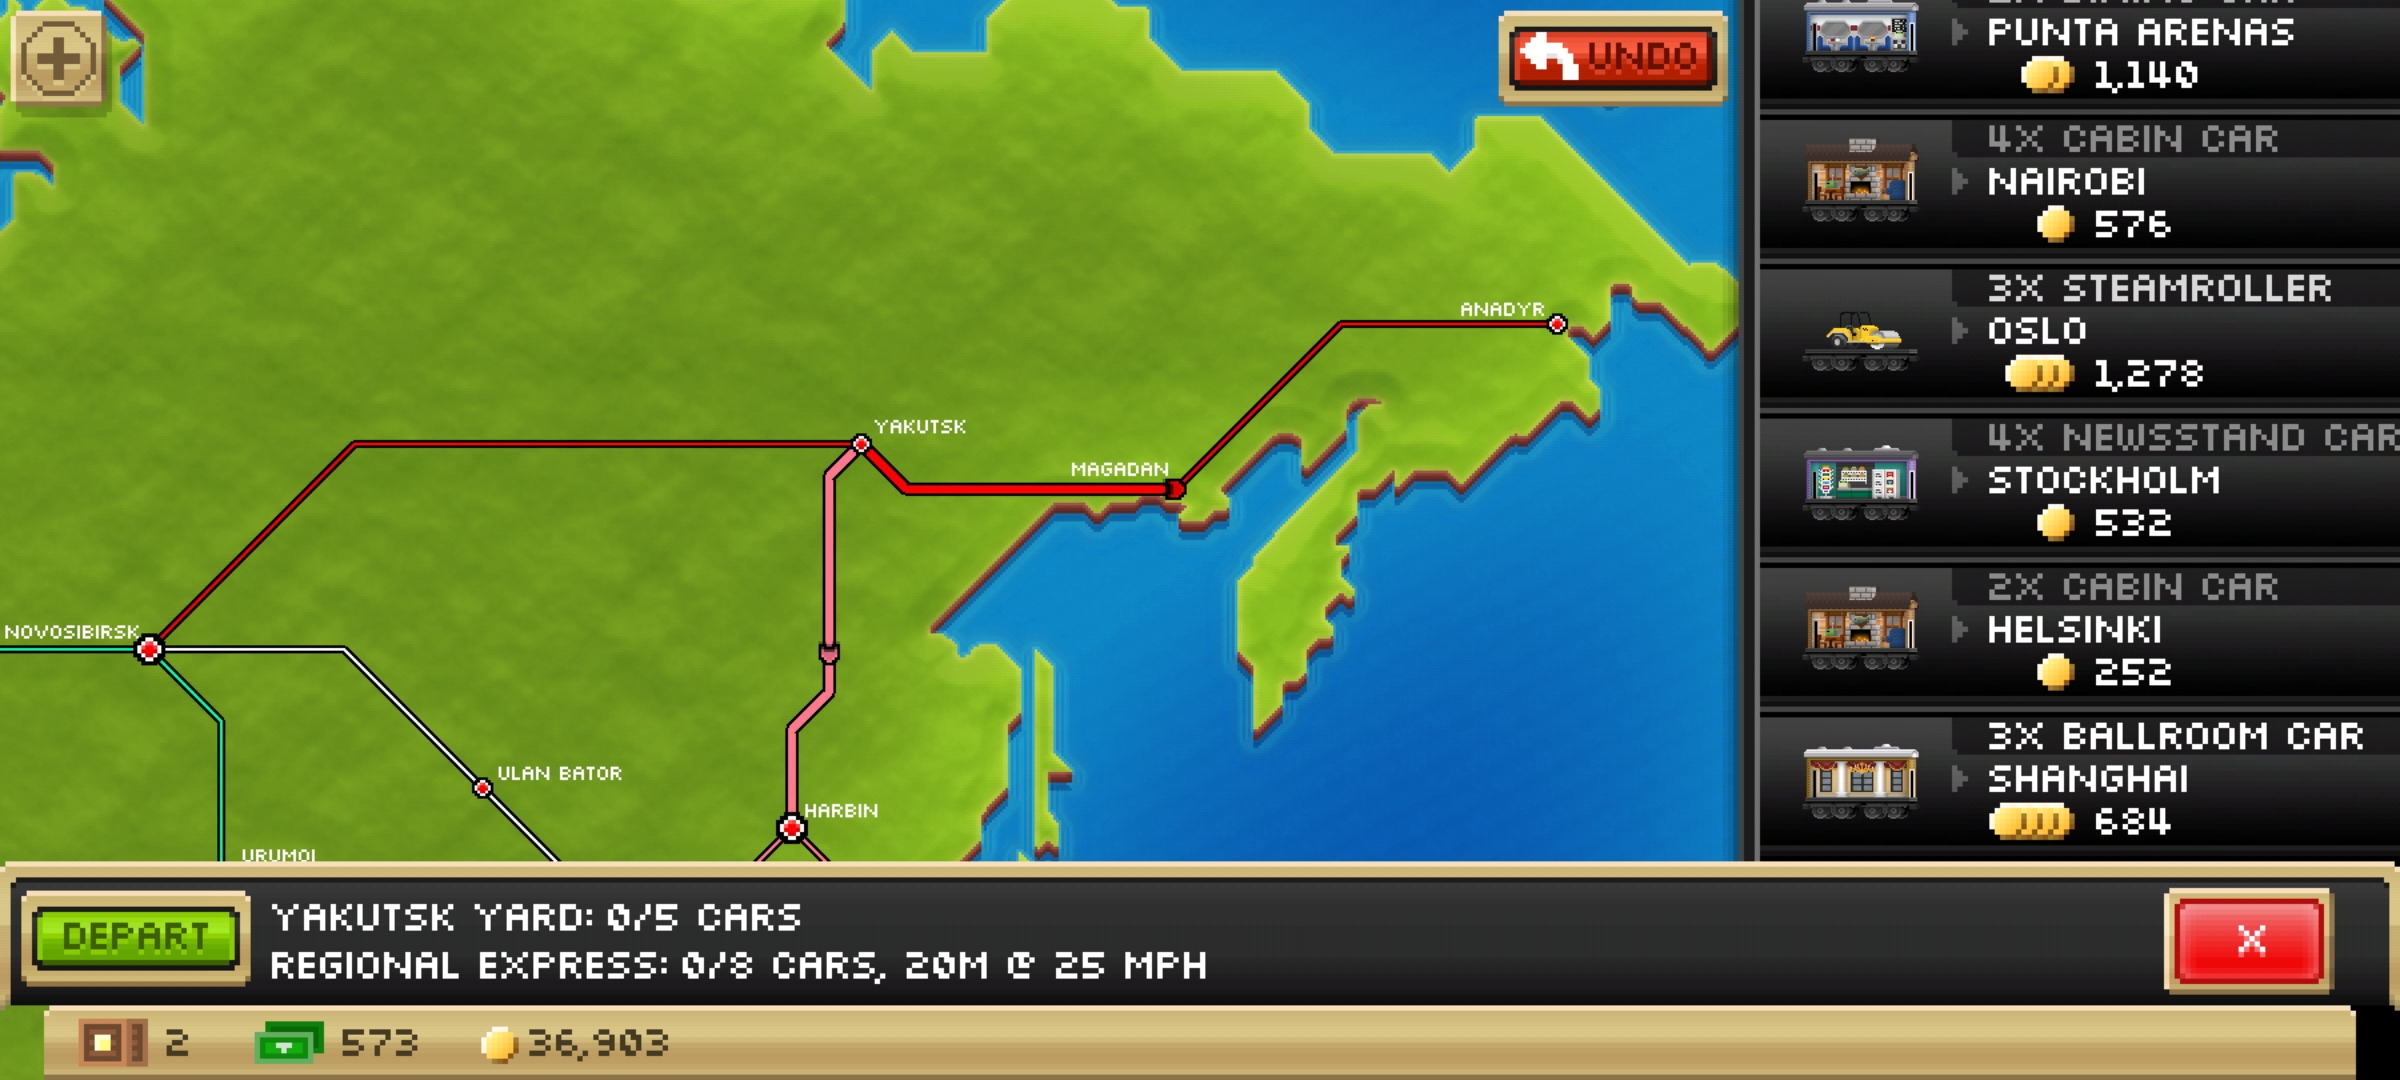 UNDO
ANADYR
YAKUTSK
MAGADAN
NOVOSIBIRSK
ULAN BATOR
HARBIN
PUNTA ARENAS
1,140
4X CABIN CAR
NAIROBI
576
3X STEAMROLLER
OSLO
1,278
4X NEWSSTAND CAR
STOCKHOLM
532
2X CABIN CAR
HELSINKI
252
3X BALLROOM CAR
SHANGHAI
684
DEPART
YAKUTSK YARD: 0/5 CARS
REGIONAL EXPRESS: 0/8 CARS, 20M @ 25 MPH
X
2
573
36,903